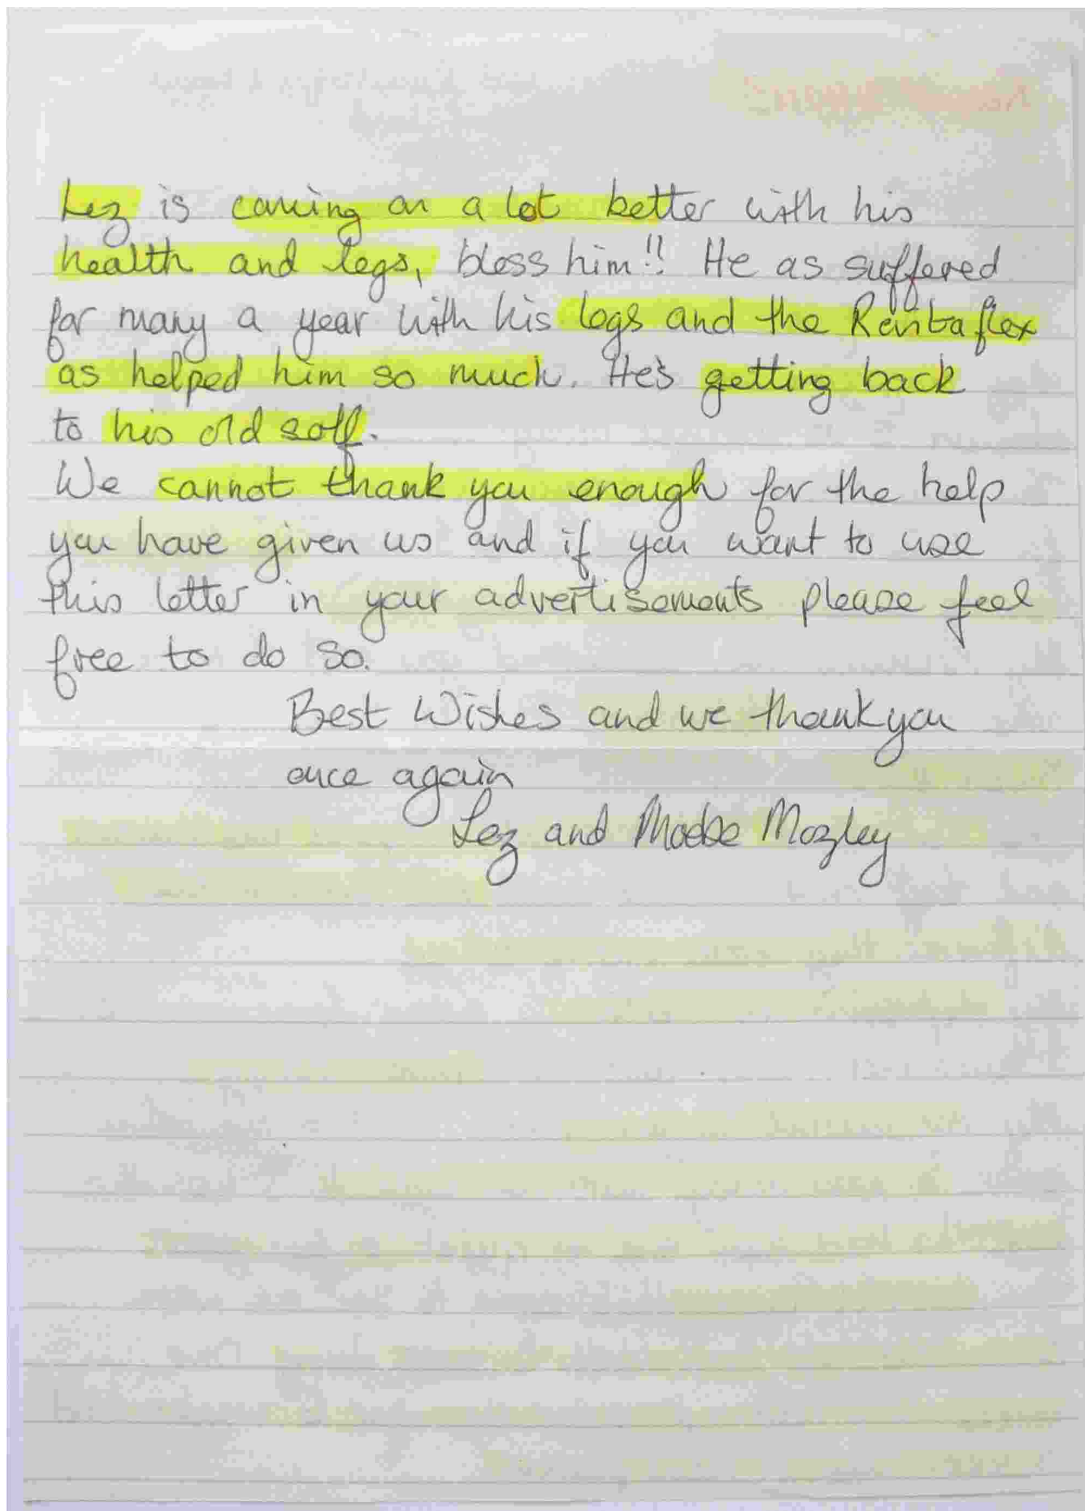 Lez is coming on a lot better with his
health and legs, bless him!! He as suffered
for many a year with his legs and the Revitaflex
as helped him so much. He's getting back
to his old self.
We cannot thank you enough for the help
you have given us and if you want to use
this letter in your advertisements please feel
free to do so.
Best Wishes and we thank you
once again
Lez and Phoebe Mozley